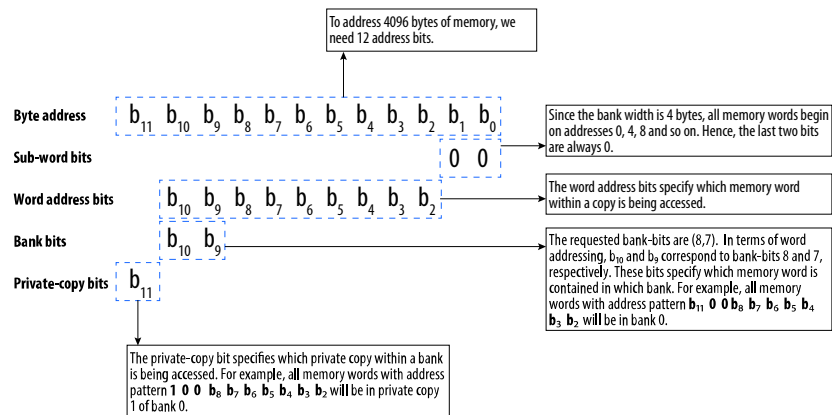 To address 4096 bytes of memory, we
need 12 address bits.
Byte address b11 b10 b9 b8 b7 b6 b5 b4 b3 b2 b1 b0
Since the bank width is 4 bytes, all memory words begin
on addresses 0, 4, 8 and so on. Hence, the last two bits
are always 0.
Sub-word bits 0 0
Word address bits b10 b9 b8 b7 b6 b5 b4 b3 b2
The word address bits specify which memory word
within a copy is being accessed.
Bank bits b10 b9
The requested bank-bits are (8,7). In terms of word
addressing, b10 and b9 correspond to bank-bits 8 and 7,
respectively. These bits specify which memory word is
contained in which bank. For example, all memory
words with address pattern b11 0 0 b8 b7 b6 b5 b4
b3 b2 will be in bank 0.
Private-copy bits b11
The private-copy bit specifies which private copy within a bank
is being accessed. For example, all memory words with address
pattern 1 0 0 b8 b7 b6 b5 b4 b3 b2 will be in private copy
1 of bank 0.